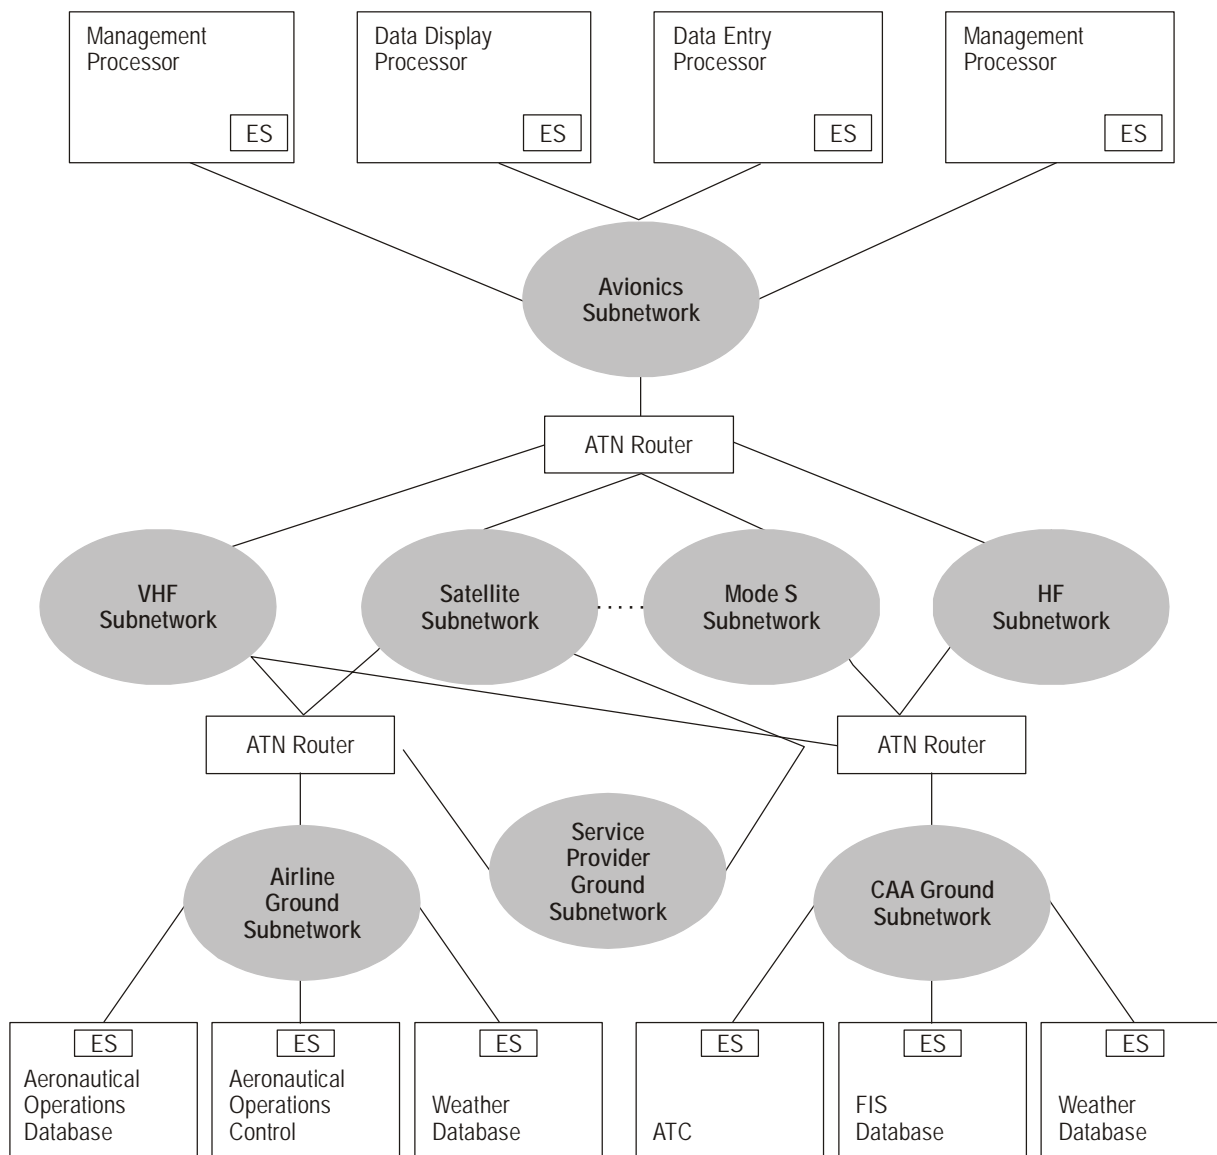 Management
Processor
ES
Data Display
Processor
ES
Data Entry
Processor
ES
Management
Processor
ES
Avionics
Subnetwork
ATN Router
VHF
Subnetwork
Satellite
Subnetwork
Mode S
Subnetwork
HF
Subnetwork
ATN Router
ATN Router
Service
Provider
Ground
Subnetwork
Airline
Ground
Subnetwork
CAA Ground
Subnetwork
ES
Aeronautical
Operations
Database
ES
Aeronautical
Operations
Control
ES
Weather
Database
ES
ATC
ES
FIS
Database
ES
Weather
Database